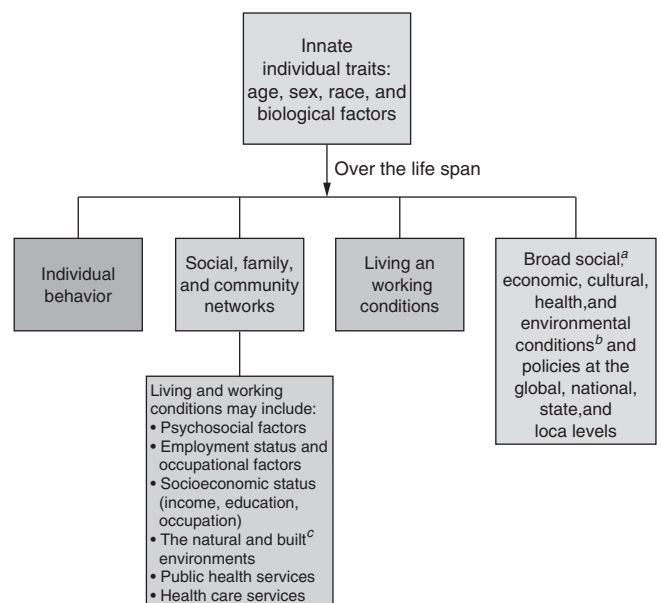 Innate
individual traits:
age, sex, race, and
biological factors
Over the life span
Individual
behavior
Social, family,
and community
networks
Living an
working
conditions
Broad social,a
economic, cultural,
health,and
environmental
conditionsb and
policies at the
global, national,
state,and
loca levels
Living and working
conditions may include:
• Psychosocial factors
• Employment status and
occupational factors
• Socioeconomic status
(income, education,
occupation)
• The natural and builtc
environments
• Public health services
• Health care services